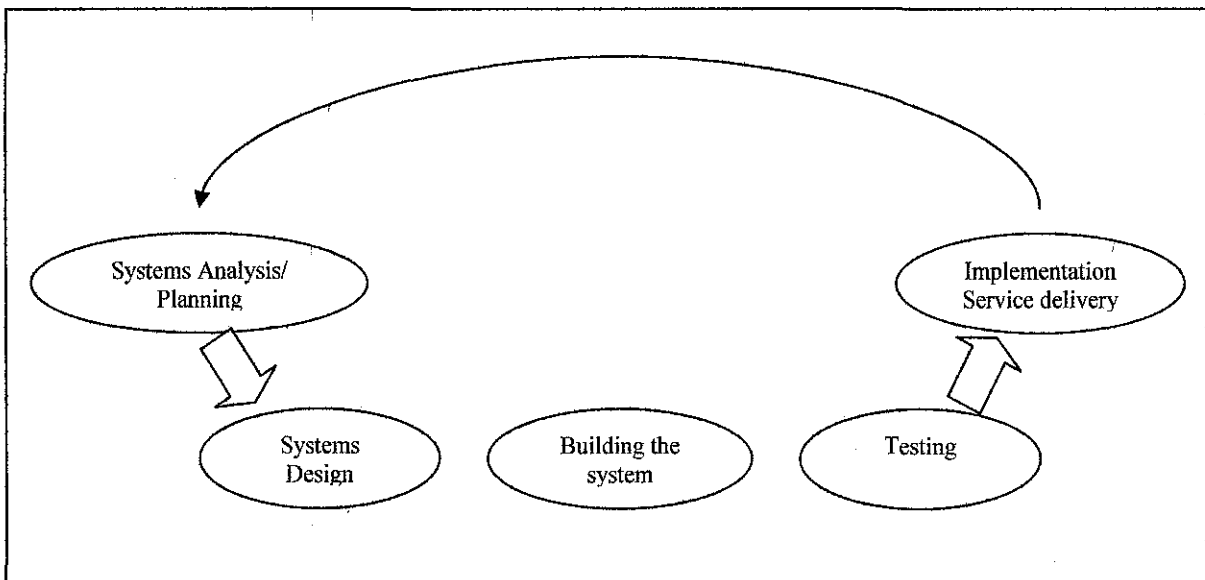 Systems Analysis/
Planning
Implementation
Service delivery
Systems
Design
Building the
system
Testing